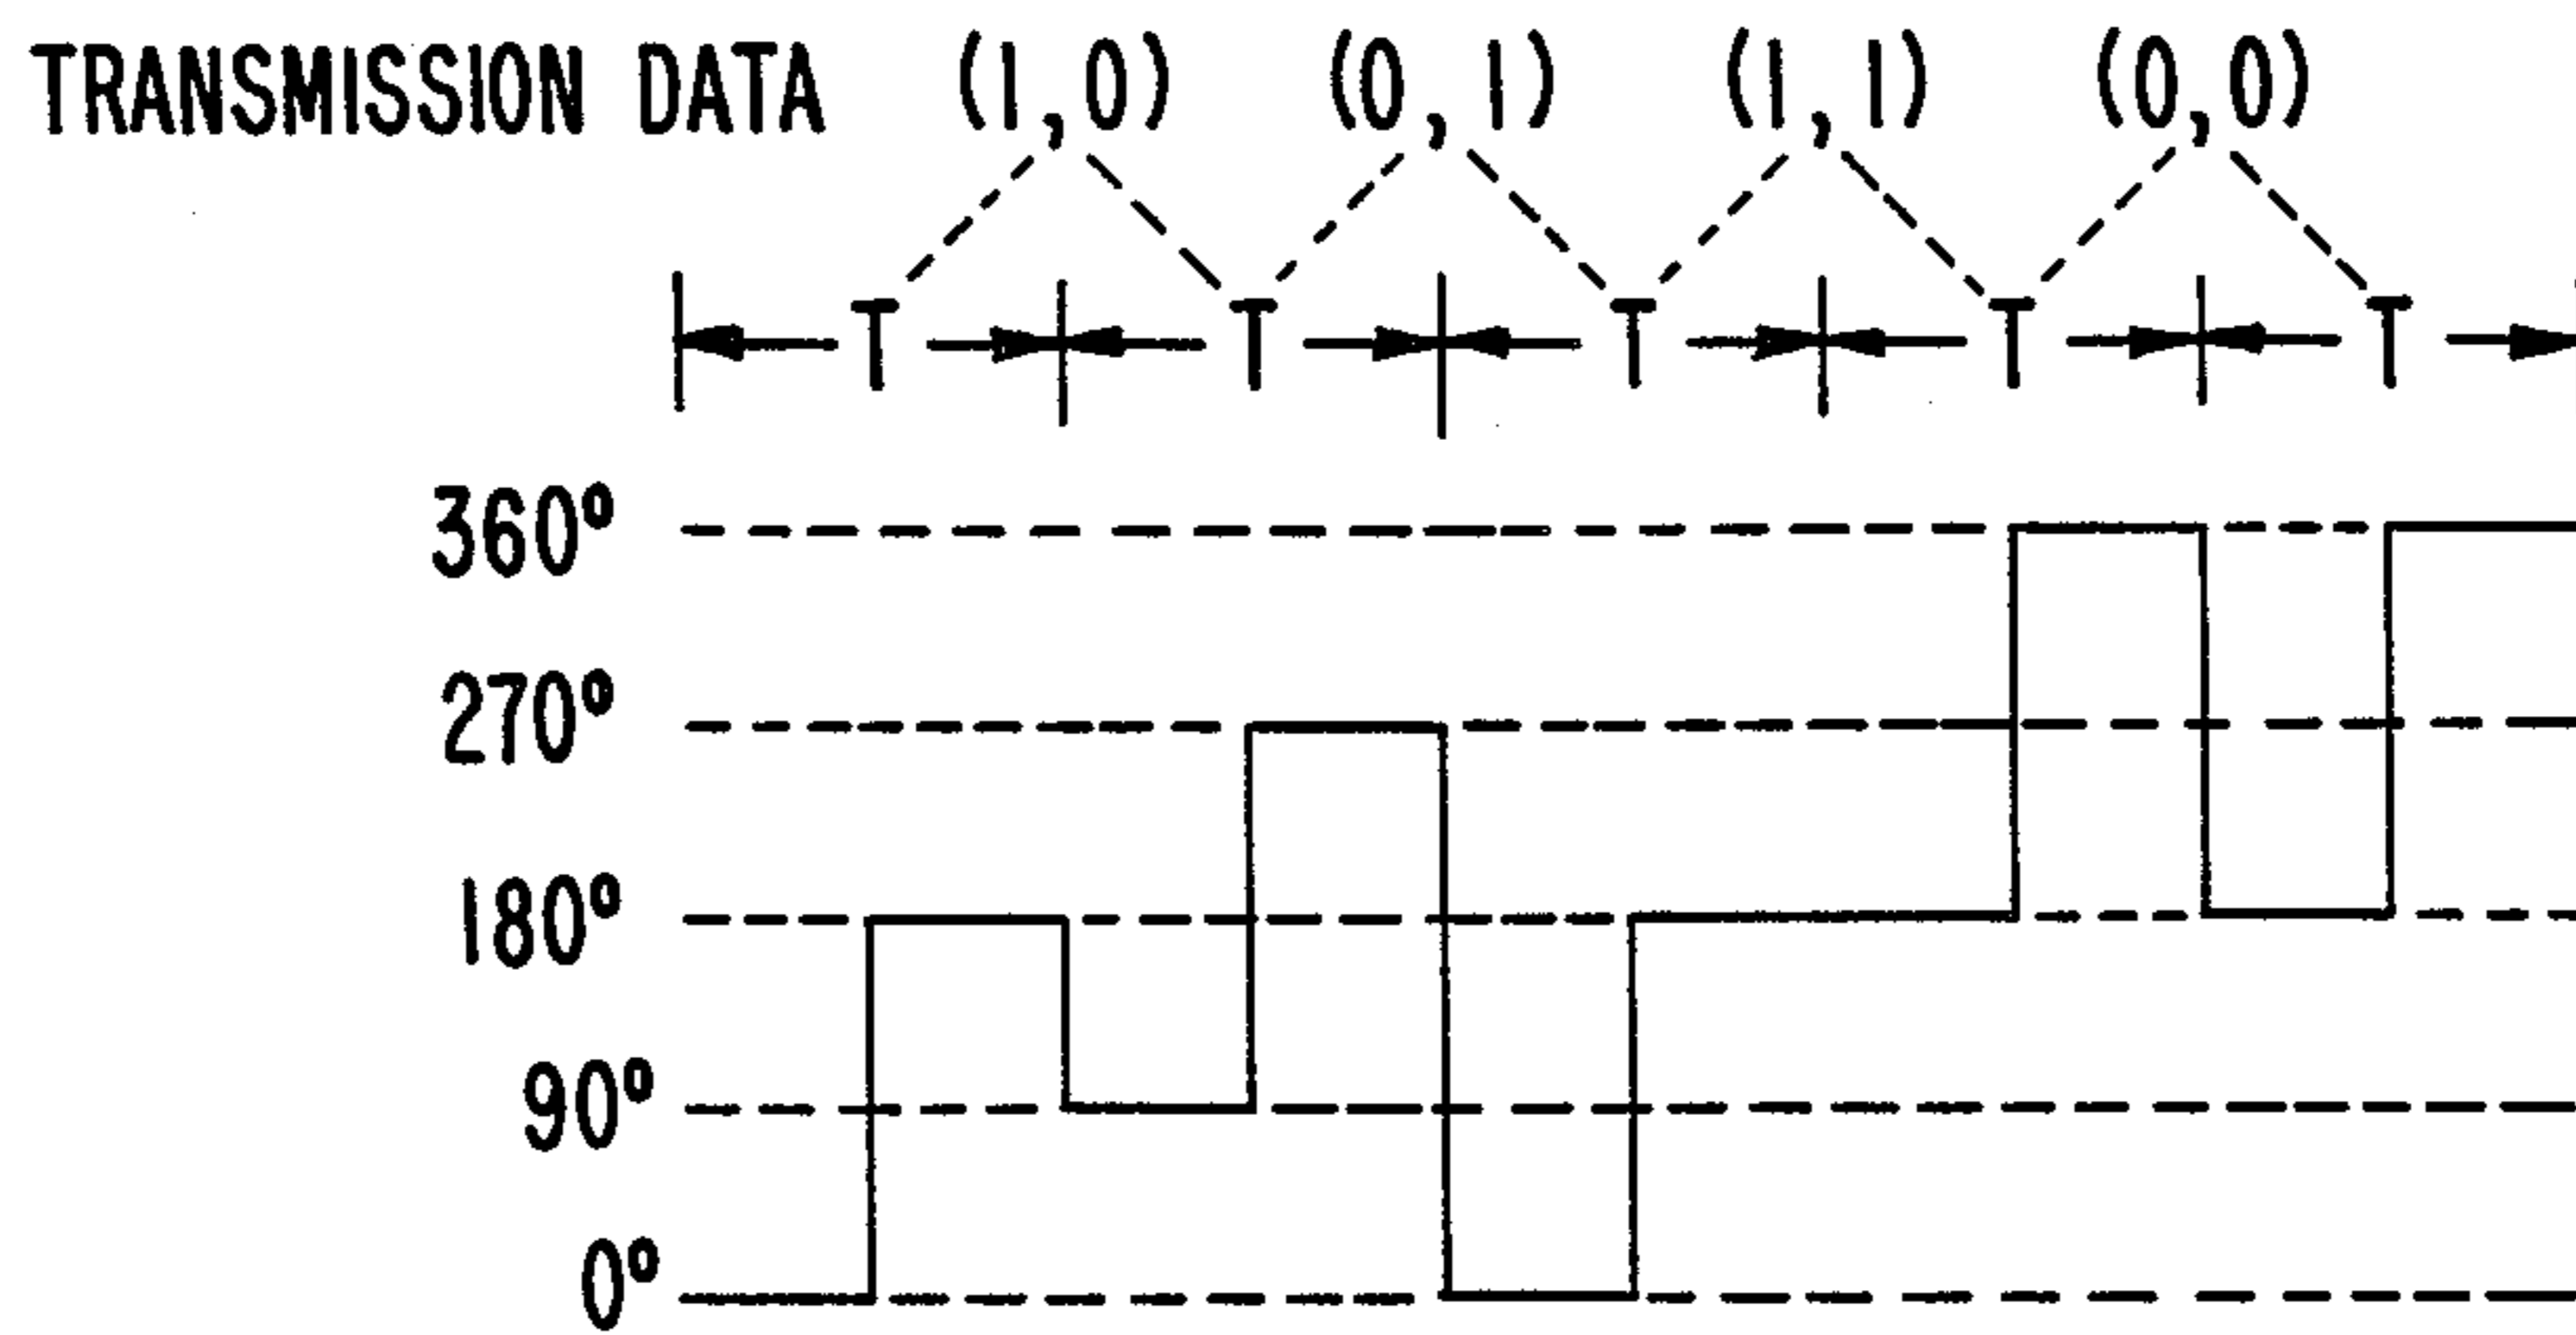 TRANSMISSION DATA (1,0) (0,1) (1,1) (0,0)
T T T T T
360°
270°
180°
90°
0°